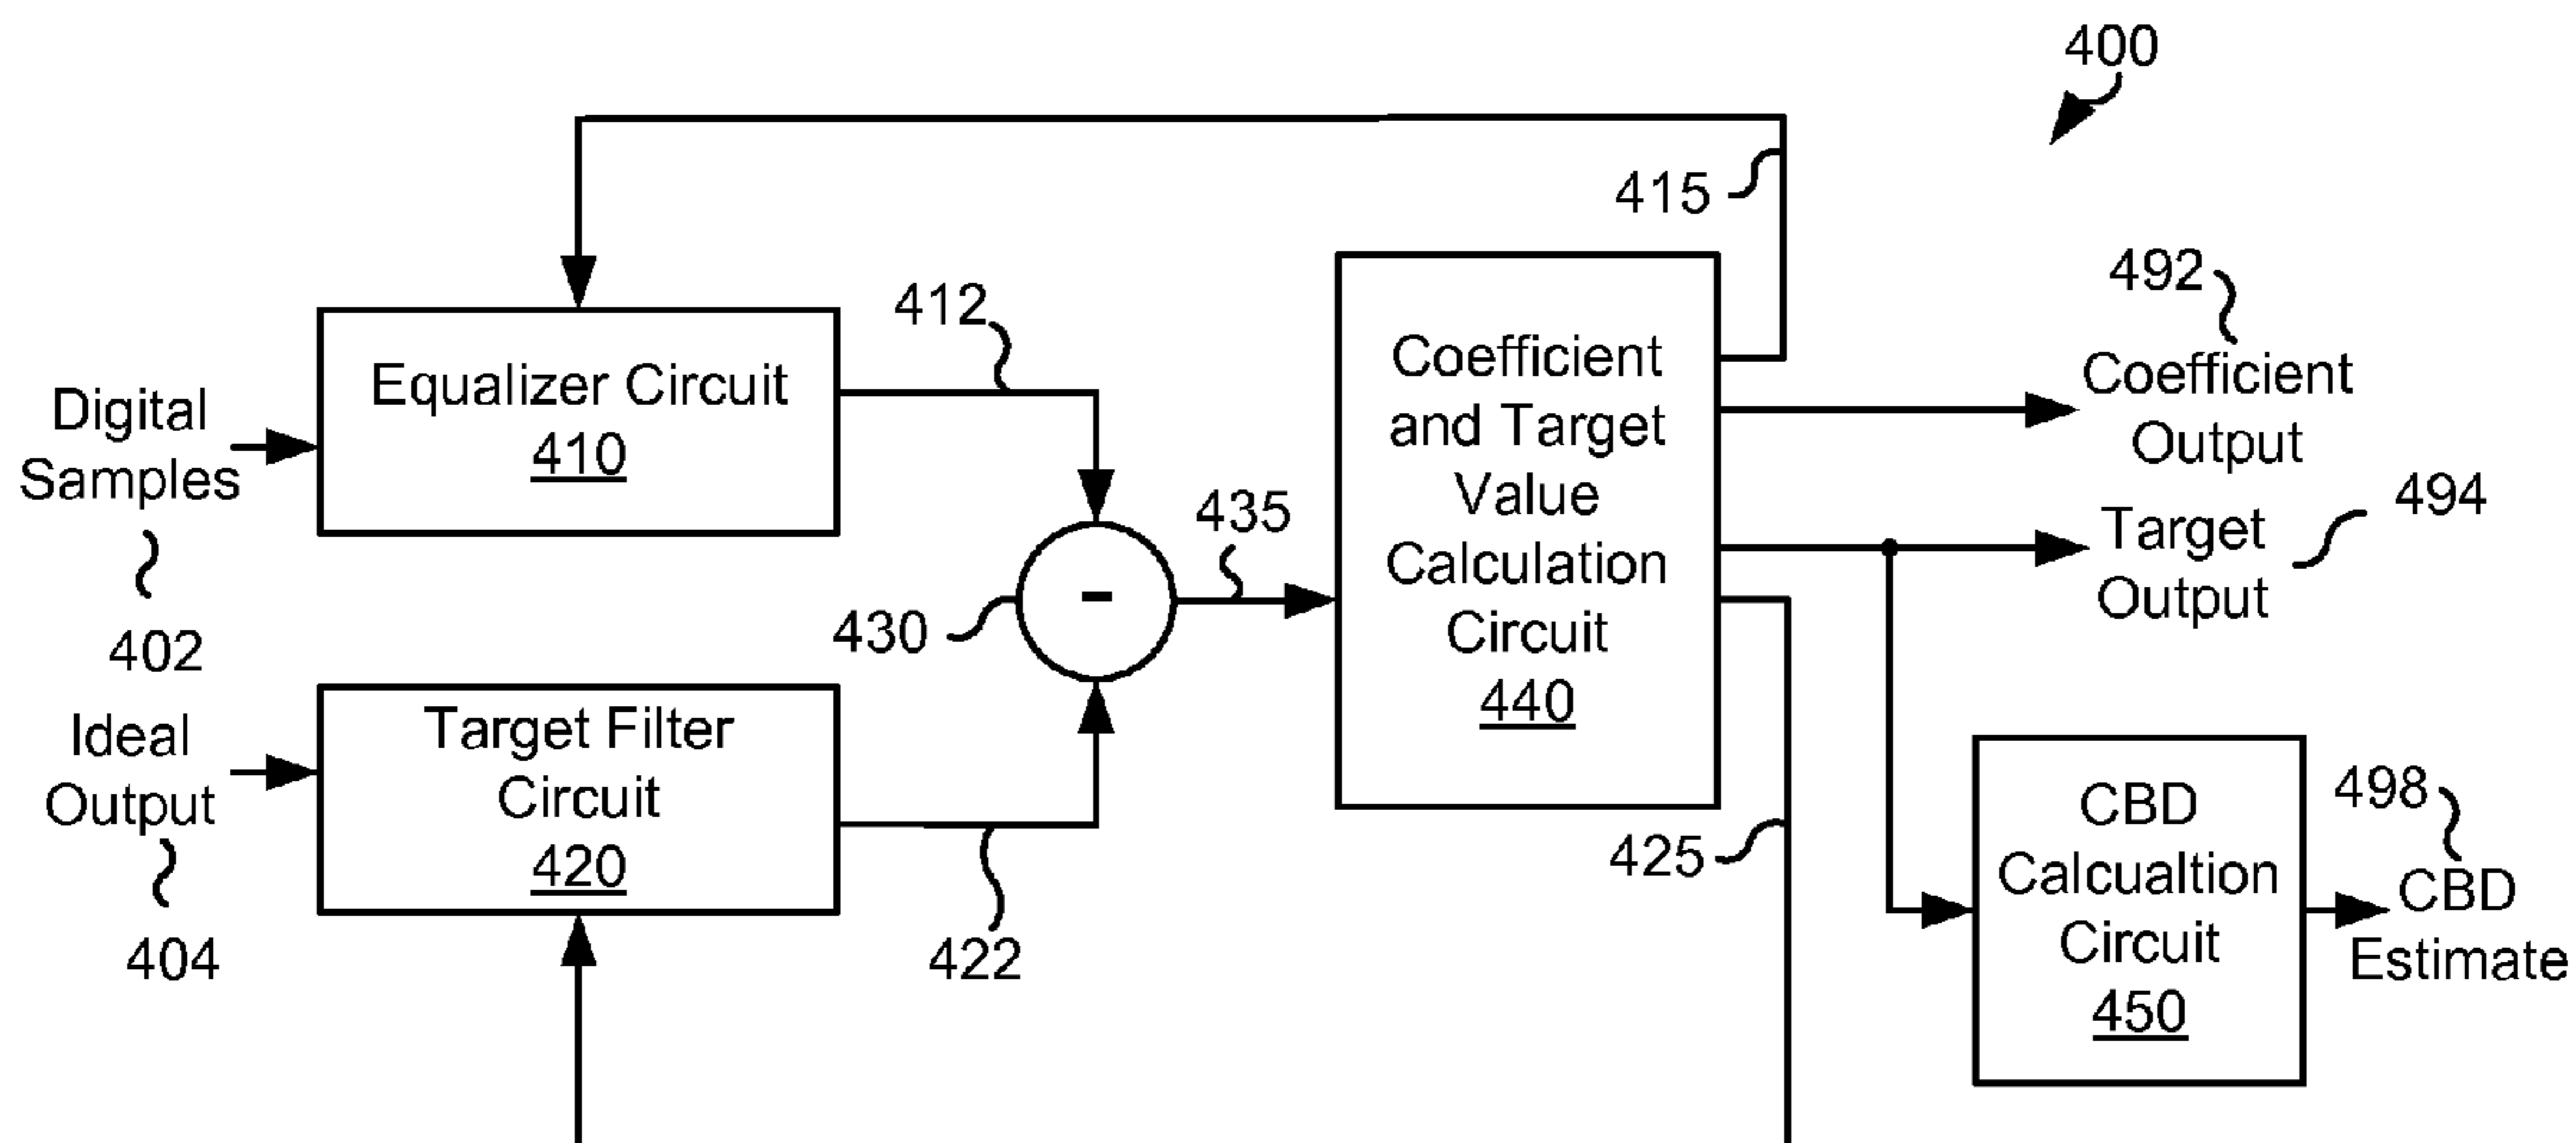 400
415
492
412
Coefficient
and Target
Value
Calculation
Circuit
440
Coefficient
Output
Equalizer Circuit
410
Digital
Samples
402
435
494
Target
Output
430
-
Ideal
Output
404
Target Filter
Circuit
420
422
425
CBD
Calcualtion
Circuit
450
498
CBD
Estimate